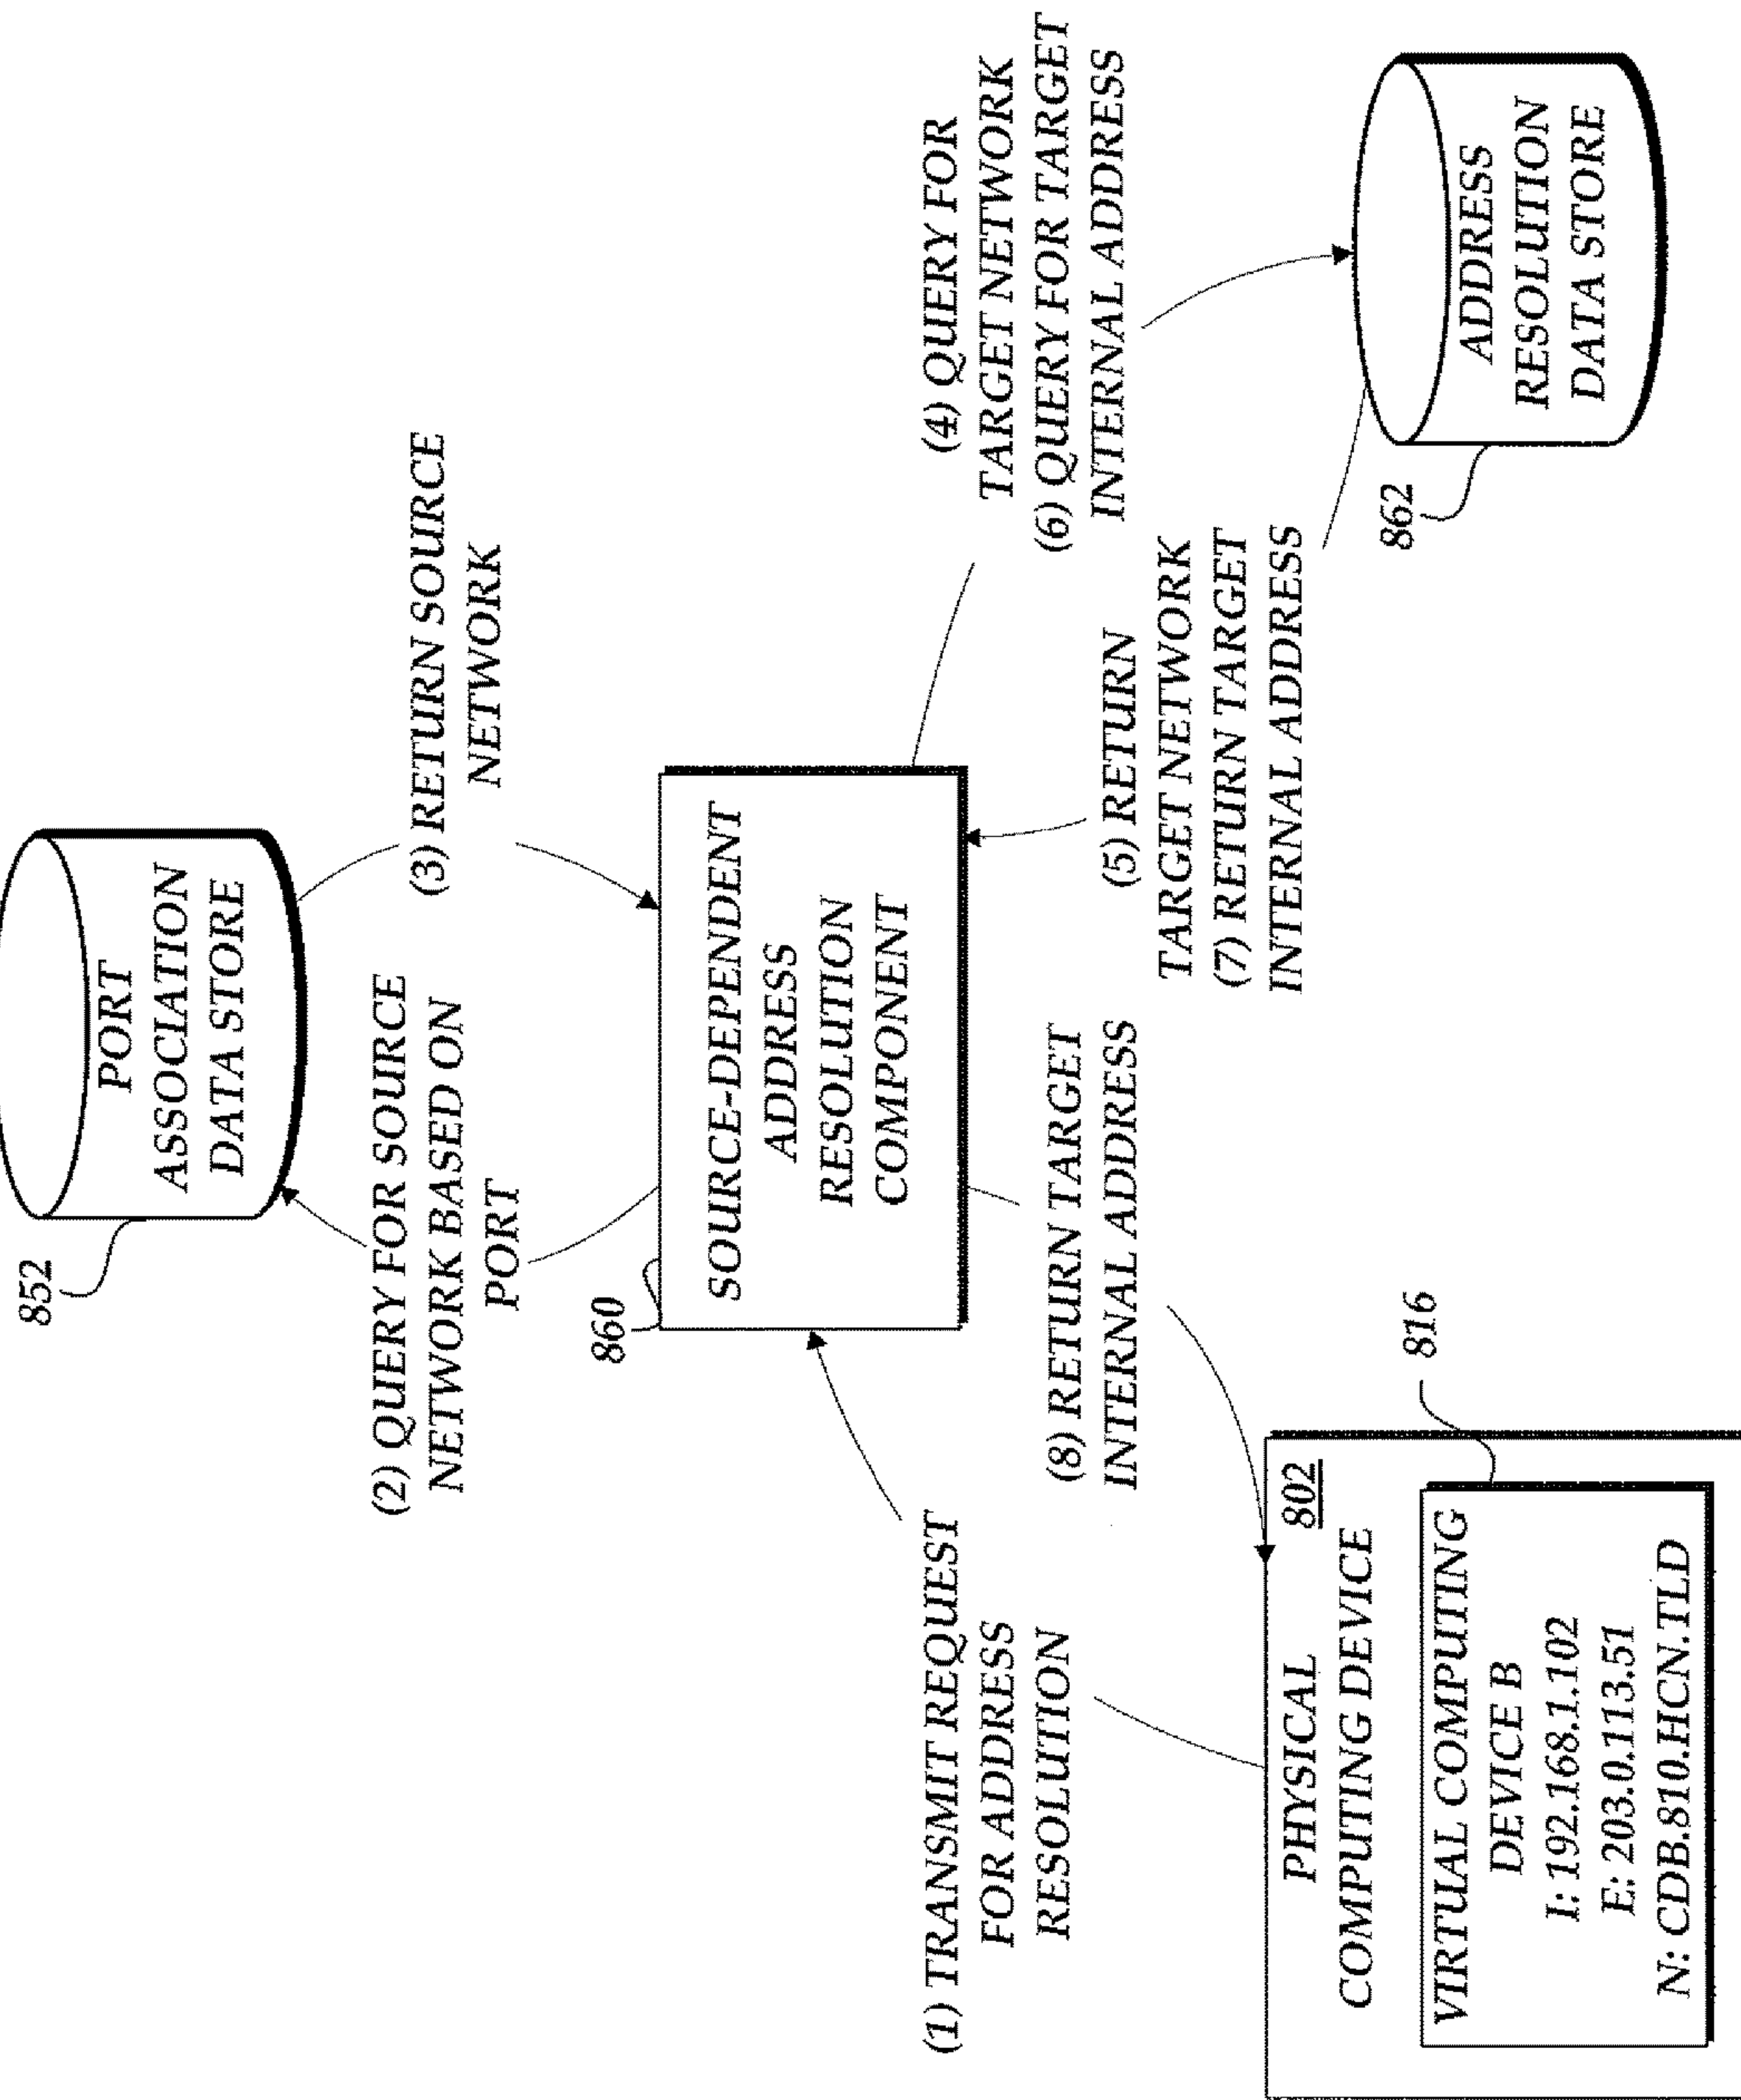 852
PORT
ASSOCIATION
DATA STORE
(2) QUERY FOR SOURCE
NETWORK BASED ON
PORT
(3) RETURN SOURCE
NETWORK
860
SOURCE-DEPENDENT
ADDRESS
RESOLUTION
COMPONENT
(1) TRANSMIT REQUEST
FOR ADDRESS
RESOLUTION
(8) RETURN TARGET
INTERNAL ADDRESS
(5) RETURN
TARGET NETWORK
(7) RETURN TARGET
INTERNAL ADDRESS
(4) QUERY FOR
TARGET NETWORK
(6) QUERY FOR TARGET
INTERNAL ADDRESS
802
PHYSICAL
COMPUTING DEVICE
816
VIRTUAL COMPUTING
DEVICE B
I: 192.168.1.102
E: 203.0.113.51
N: CDB.810.HCN.TLD
862
ADDRESS
RESOLUTION
DATA STORE